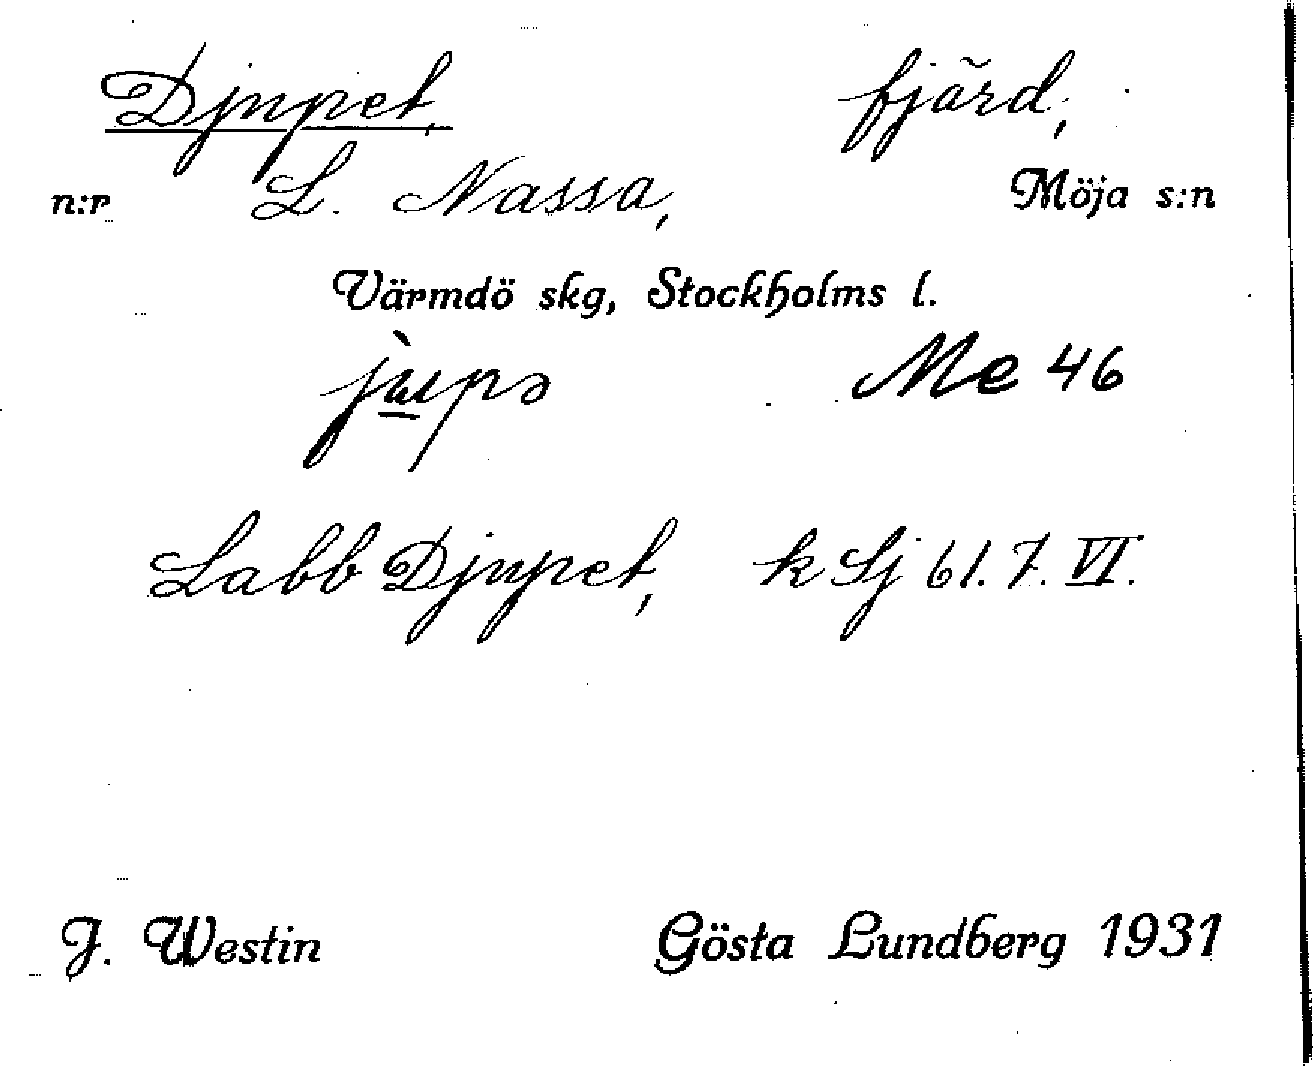 Djupet, fjärd,
n:r L. Nassa, Möja s:n
Värmdö skg, Stockholms l.
jùpə Me 46
Labb Djupet, k Sj 61. 7. VI.
J. Westin Gösta Lundberg 1931